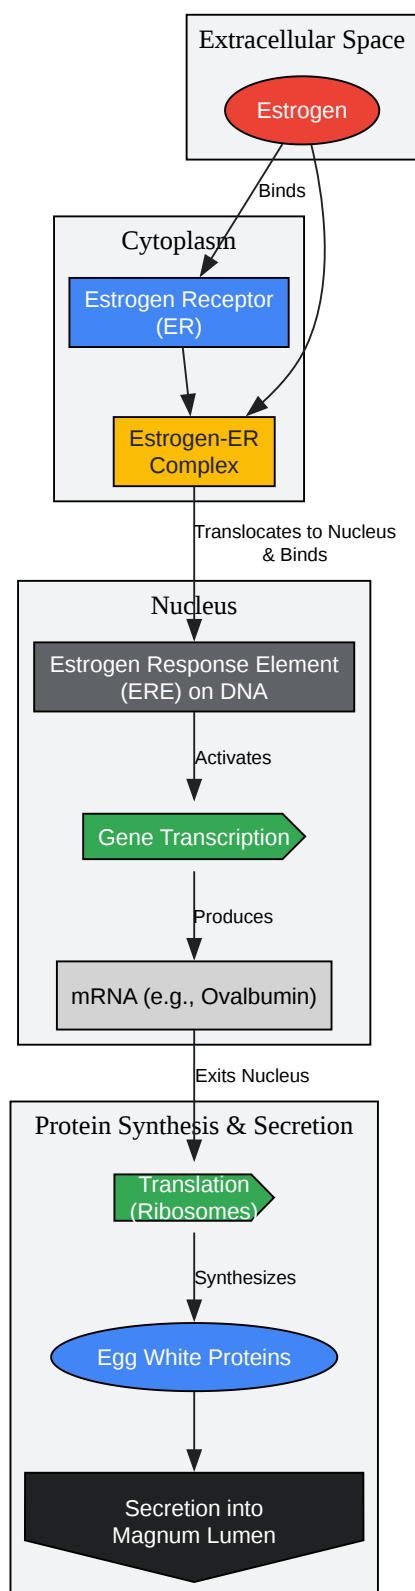 Extracellular Space
Estrogen
Binds
Cytoplasm
Estrogen Receptor
(ER)
Estrogen-ER
Complex
Translocates to Nucleus
& Binds
Nucleus
Estrogen Response Element
(ERE) on DNA
Activates
Gene Transcription
Produces
mRNA (e.g., Ovalbumin)
Exits Nucleus
Protein Synthesis & Secretion
Translation
(Ribosomes)
Synthesizes
Egg White Proteins
Secretion into
Magnum Lumen